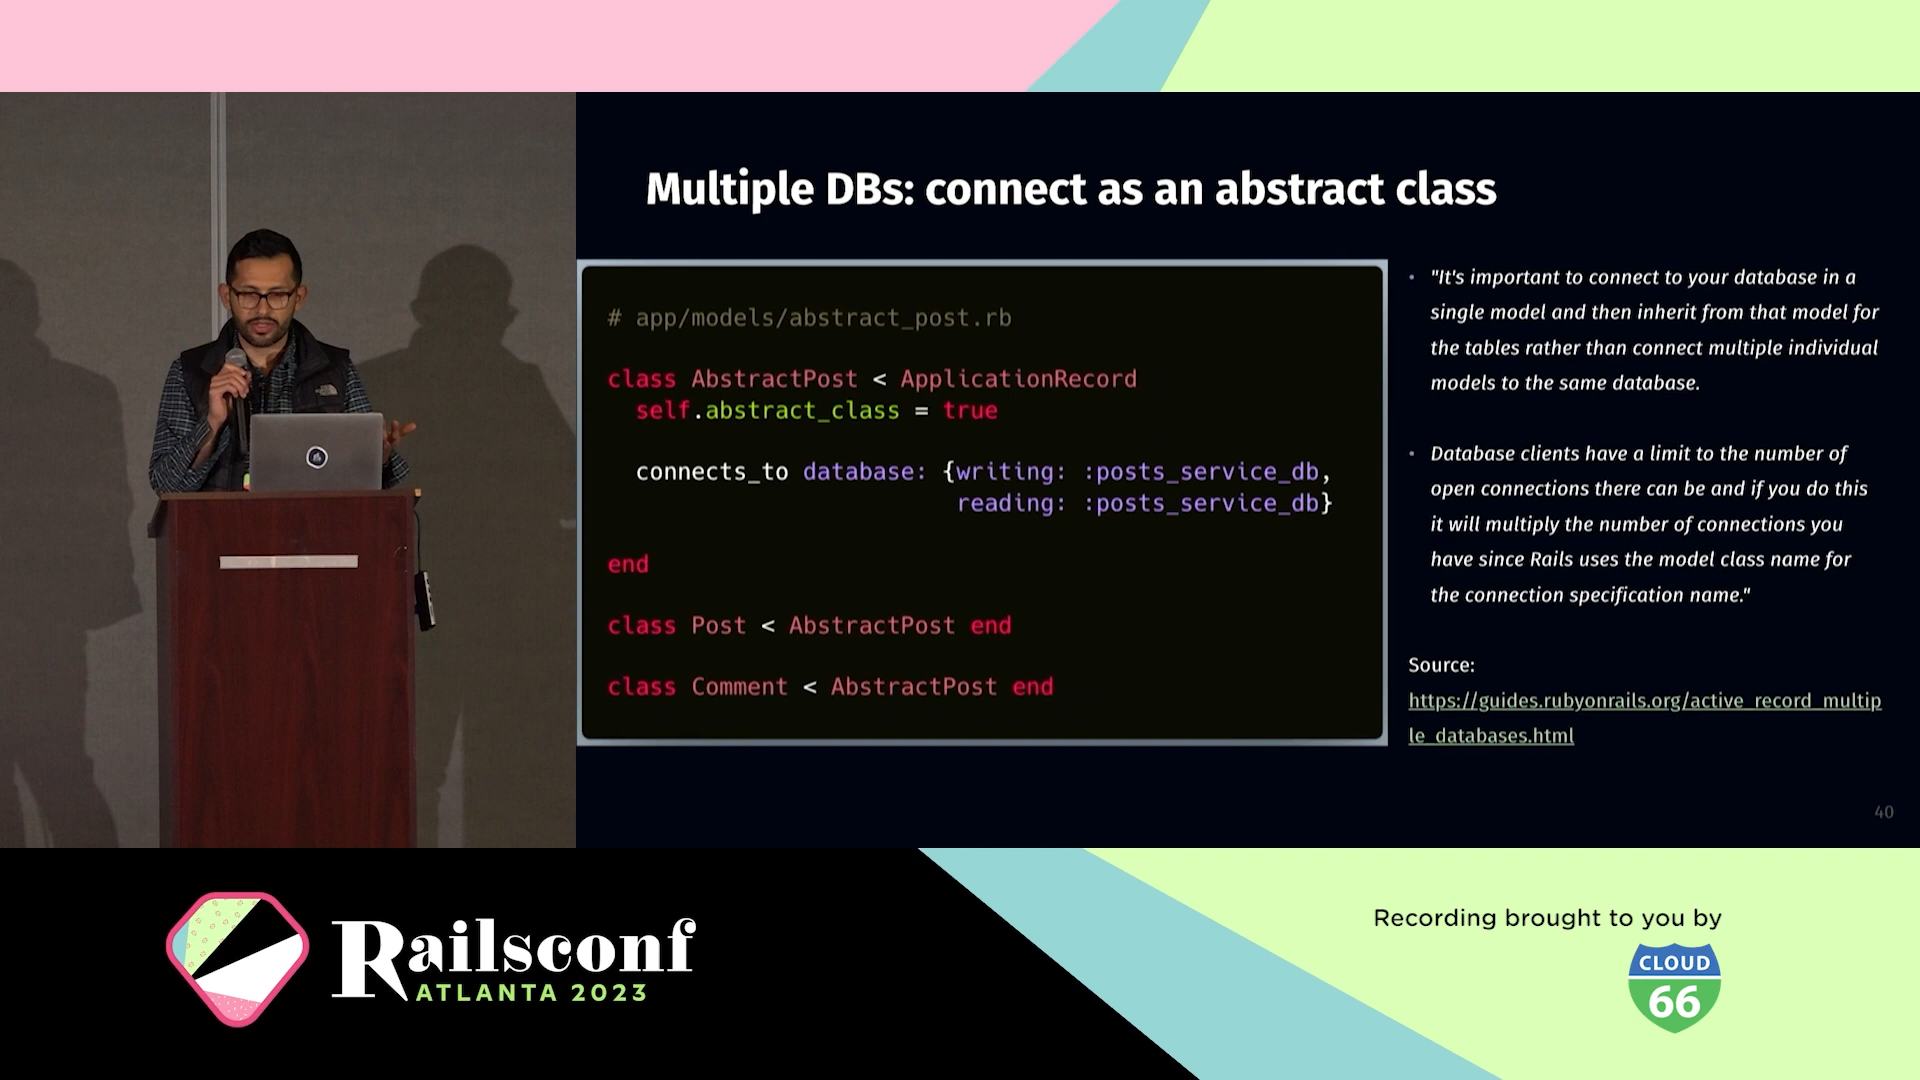 Multiple DBs: connect as an abstract class
# app/models/abstract_post.rb
class AbstractPost < ApplicationRecord
self.abstract_class = true
connects_to database: {writing: :posts_service_db,
reading: :posts_service_db}
end
class Post < AbstractPost end
class Comment < AbstractPost end
• "It's important to connect to your database in a
single model and then inherit from that model for
the tables rather than connect multiple individual
models to the same database.
• Database clients have a limit to the number of
open connections there can be and if you do this
it will multiply the number of connections you
have since Rails uses the model class name for
the connection specification name."
Source:
https://guides.rubyonrails.org/active_record_multip
le_databases.html
40
Railsconf
ATLANTA 2023
Recording brought to you by
CLOUD
66